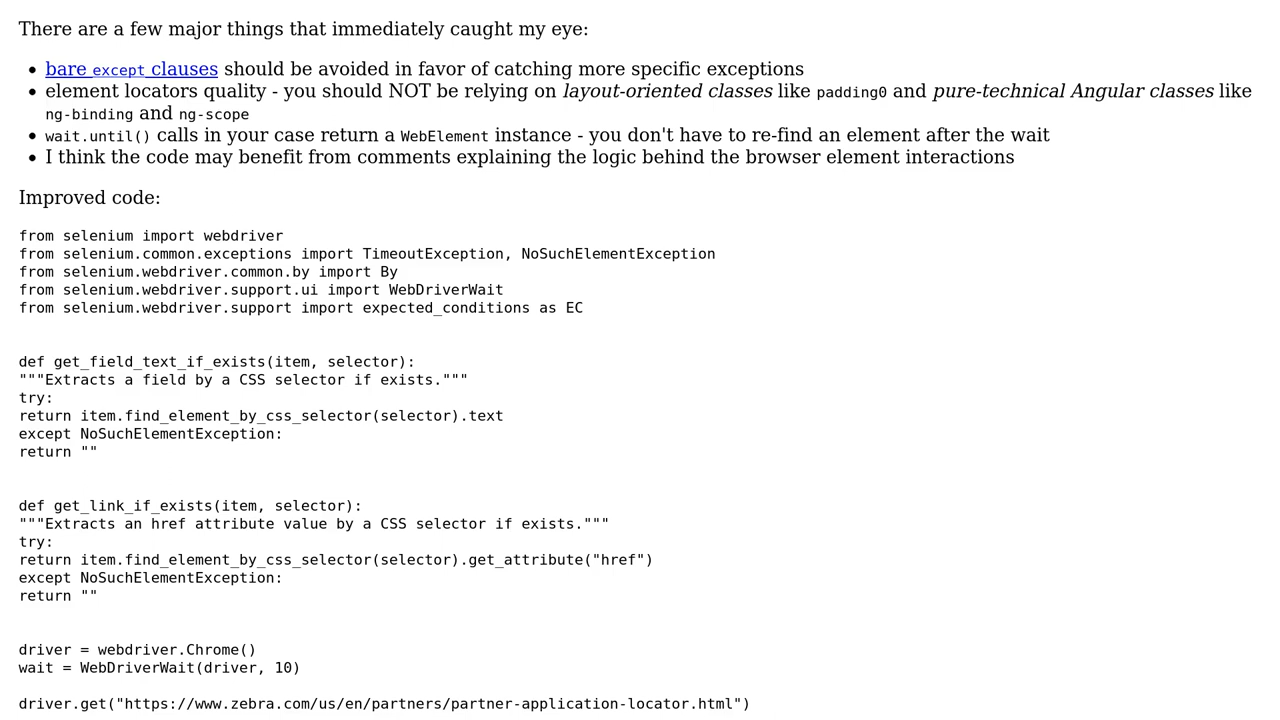 There are a few major things that immediately caught my eye:
• bare except clauses should be avoided in favor of catching more specific exceptions
• element locators quality - you should NOT be relying on layout-oriented classes like padding0 and pure-technical Angular classes like
ng-binding and ng-scope
• wait.until() calls in your case return a WebElement instance - you don't have to re-find an element after the wait
• I think the code may benefit from comments explaining the logic behind the browser element interactions
Improved code:
from selenium import webdriver
from selenium.common.exceptions import TimeoutException, NoSuchElementException
from selenium.webdriver.common.by import By
from selenium.webdriver.support.ui import WebDriverWait
from selenium.webdriver.support import expected_conditions as EC
def get_field_text_if_exists(item, selector):
"""Extracts a field by a CSS selector if exists."""
try:
return item.find_element_by_css_selector(selector).text
except NoSuchElementException:
return ""
def get_link_if_exists(item, selector):
"""Extracts an href attribute value by a CSS selector if exists."""
try:
return item.find_element_by_css_selector(selector).get_attribute("href")
except NoSuchElementException:
return ""
driver = webdriver.Chrome()
wait = WebDriverWait(driver, 10)
driver.get("https://www.zebra.com/us/en/partners/partner-application-locator.html")